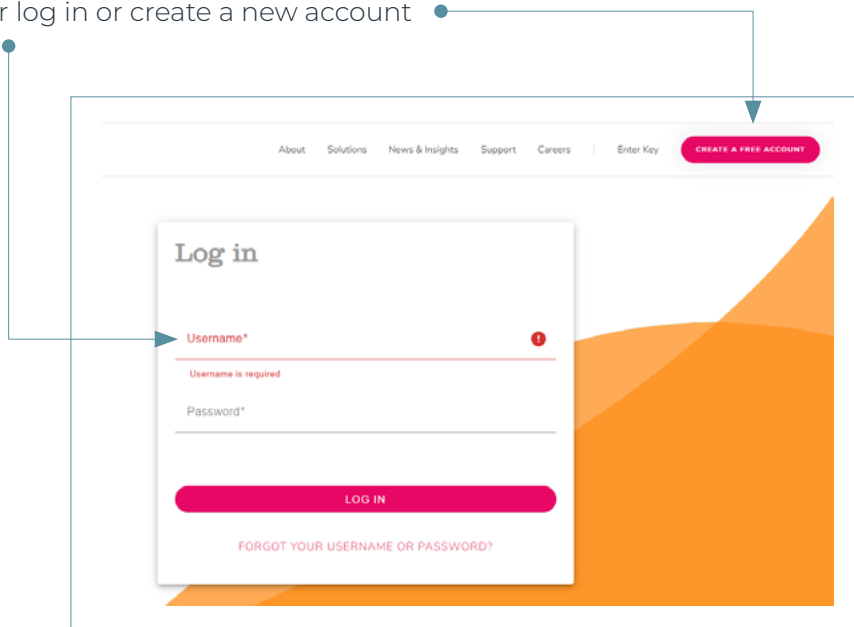 r log in or create a new account
About Solutions News & Insights Support Careers | Enter Key CREATE A FREE ACCOUNT
Log in
Username*
Username is required
Password*
LOG IN
FORGOT YOUR USERNAME OR PASSWORD?